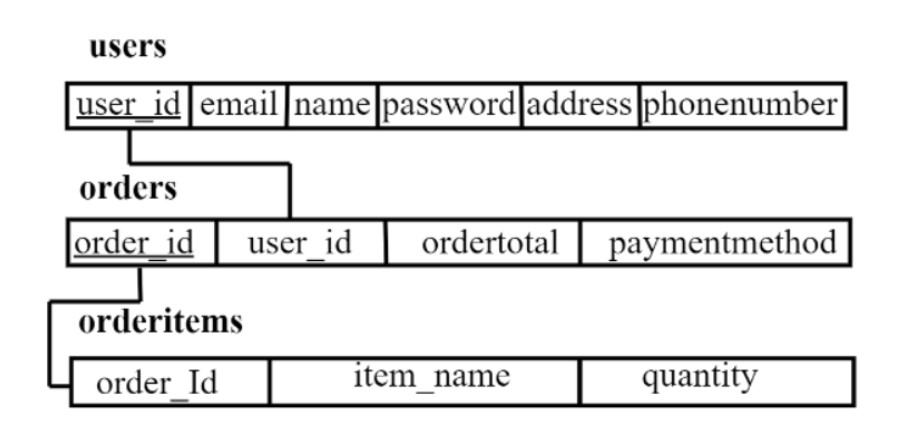 users
user_id email name password address phonenumber
orders
order_id user_id ordertotal paymentmethod
orderitems
order_Id item_name quantity